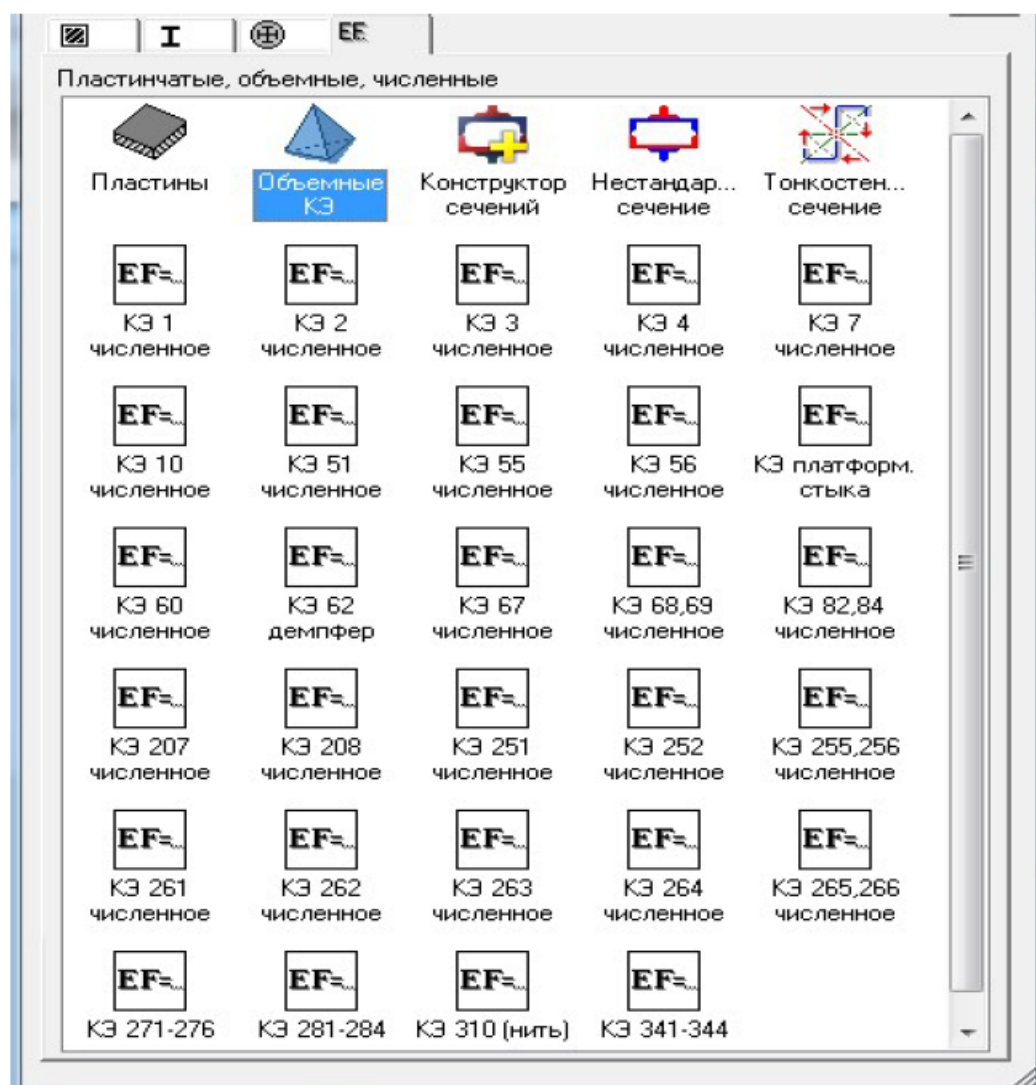 EF
Пластинчатые, объемные, численные
Пластины Объемные Конструктор Нестандар... Тонкостен...
КЭ сечений сечение сечение
EF=... EF=... EF=... EF=... EF=...
КЭ 1 КЭ 2 КЭ 3 КЭ 4 КЭ 7
численное численное численное численное численное
EF=... EF=... EF=... EF=... EF=...
КЭ 10 КЭ 51 КЭ 55 КЭ 56 КЭ платформ.
численное численное численное численное стыка
EF=... EF=... EF=... EF=... EF=...
КЭ 60 КЭ 62 КЭ 67 КЭ 68,69 КЭ 82,84
численное демпфер численное численное численное
EF=... EF=... EF=... EF=... EF=...
КЭ 207 КЭ 208 КЭ 251 КЭ 252 КЭ 255,256
численное численное численное численное численное
EF=... EF=... EF=... EF=... EF=...
КЭ 261 КЭ 262 КЭ 263 КЭ 264 КЭ 265,266
численное численное численное численное численное
EF=... EF=... EF=... EF=...
КЭ 271-276 КЭ 281-284 КЭ 310 (нить) КЭ 341-344